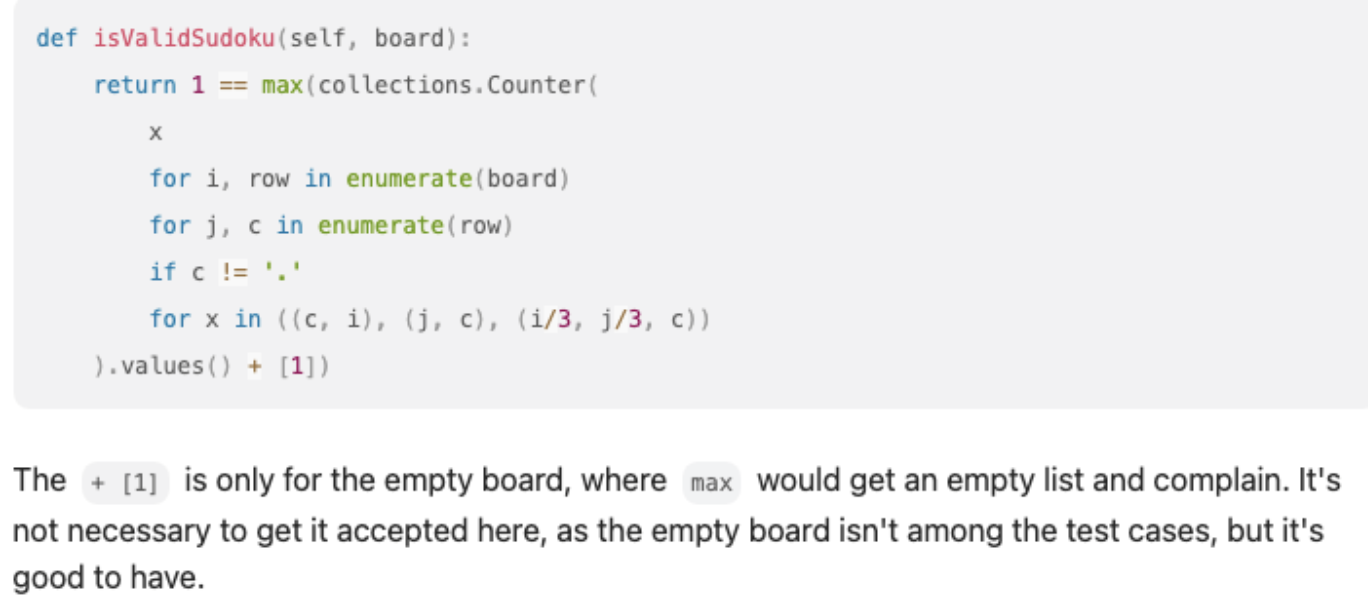 def isValidSudoku(self, board):
    return 1 == max(collections.Counter(
        x
        for i, row in enumerate(board)
        for j, c in enumerate(row)
        if c != '.'
        for x in ((c, i), (j, c), (i/3, j/3, c))
    ).values() + [1])
The + [1] is only for the empty board, where max would get an empty list and complain. It's
not necessary to get it accepted here, as the empty board isn't among the test cases, but it's
good to have.